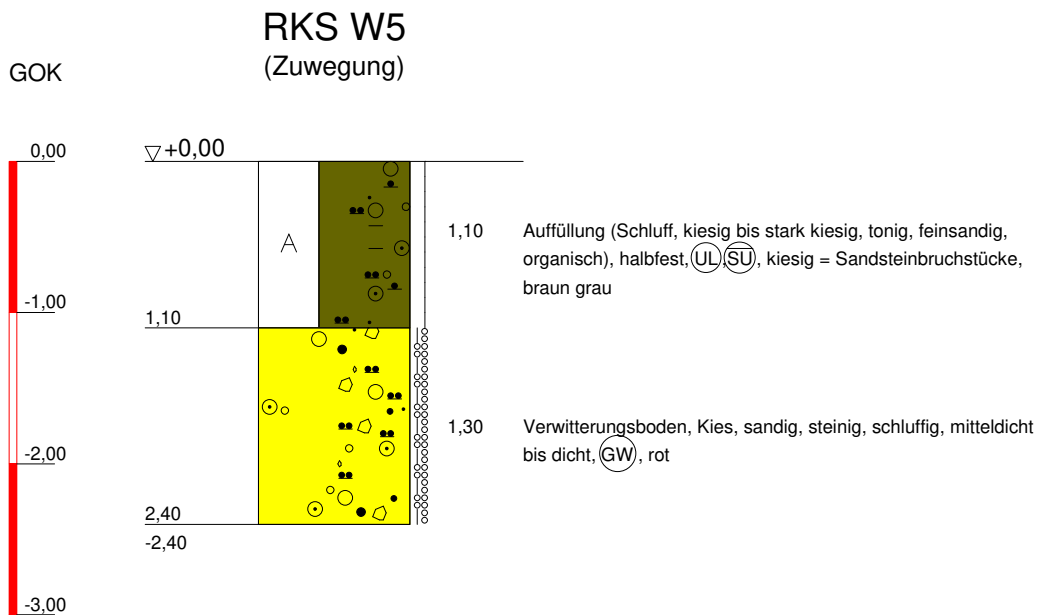 RKS W5
(Zuwegung)
GOK
0,00
▽+0,00
A
1,10
Auffüllung (Schluff, kiesig bis stark kiesig, tonig, feinsandig,
organisch), halbfest, UL, S̅U̅, kiesig = Sandsteinbruchstücke,
braun grau
-1,00
1,10
1,30
Verwitterungsboden, Kies, sandig, steinig, schluffig, mitteldicht
bis dicht, GW, rot
-2,00
2,40
-2,40
-3,00